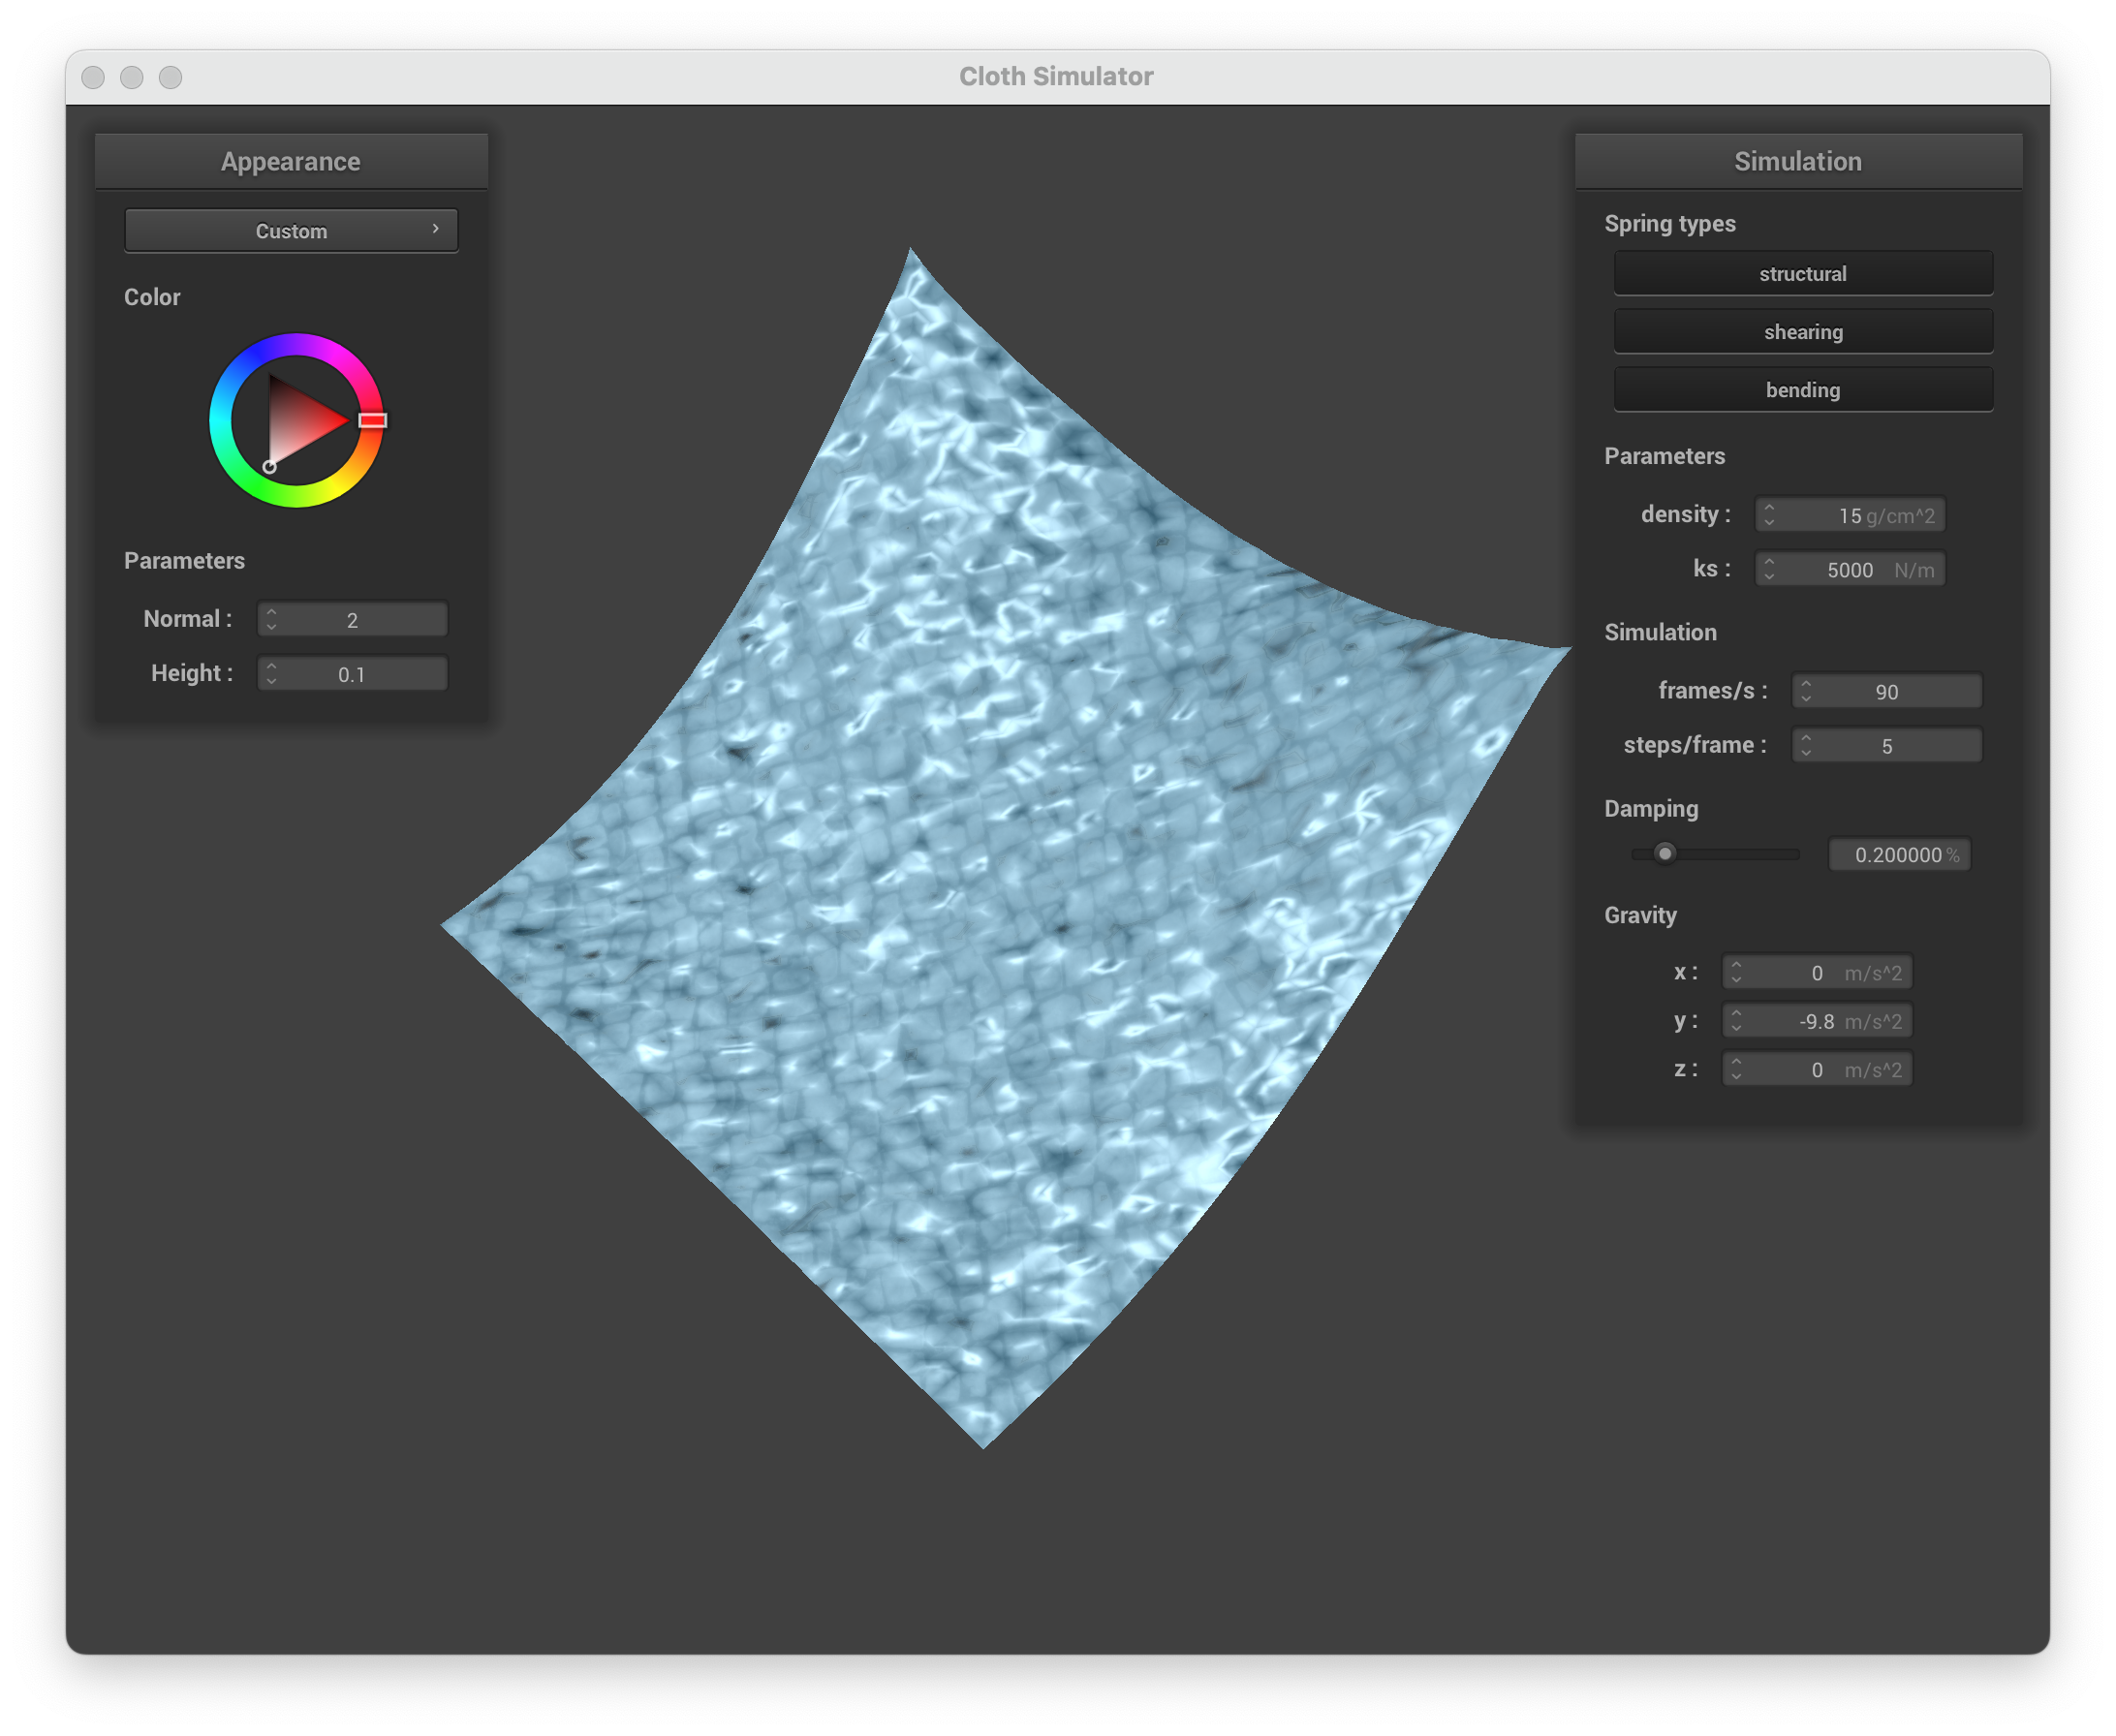 Cloth Simulator
Appearance
Custom
Color
Parameters
Normal : 2
Height : 0.1
Simulation
Spring types
structural
shearing
bending
Parameters
density : 15 g/cm^2
ks : 5000 N/m
Simulation
frames/s : 90
steps/frame : 5
Damping
0.200000 %
Gravity
x : 0 m/s^2
y : -9.8 m/s^2
z : 0 m/s^2